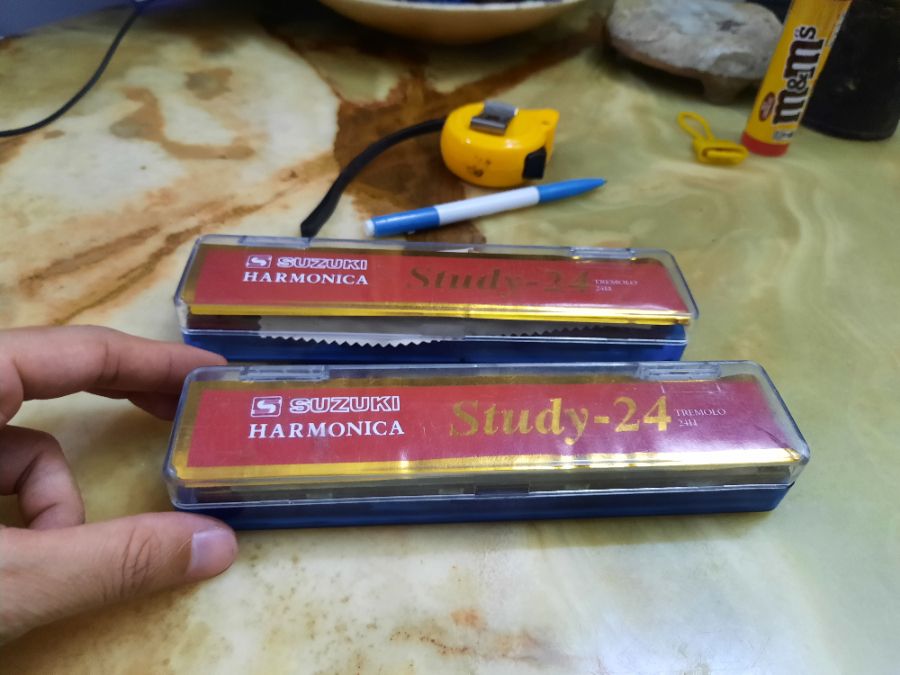 m&m's
SUZUKI
HARMONICA
Study-24
TREMOLO
24H
SUZUKI
HARMONICA
Study-24
TREMOLO
24H